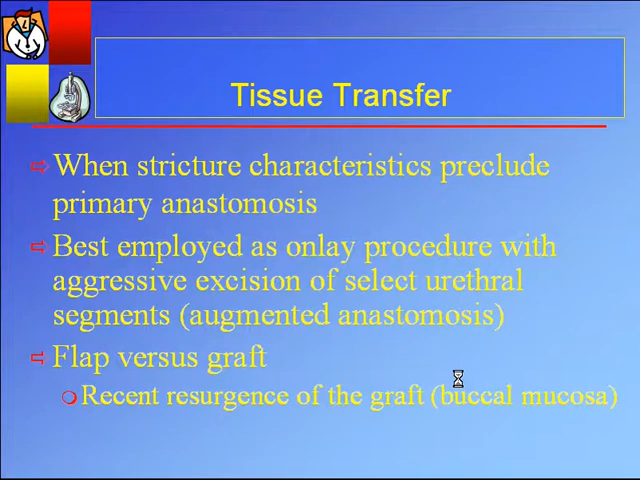 Tissue Transfer
When stricture characteristics preclude
primary anastomosis
Best employed as onlay procedure with
aggressive excision of select urethral
segments (augmented anastomosis)
Flap versus graft
Recent resurgence of the graft (buccal mucosa)